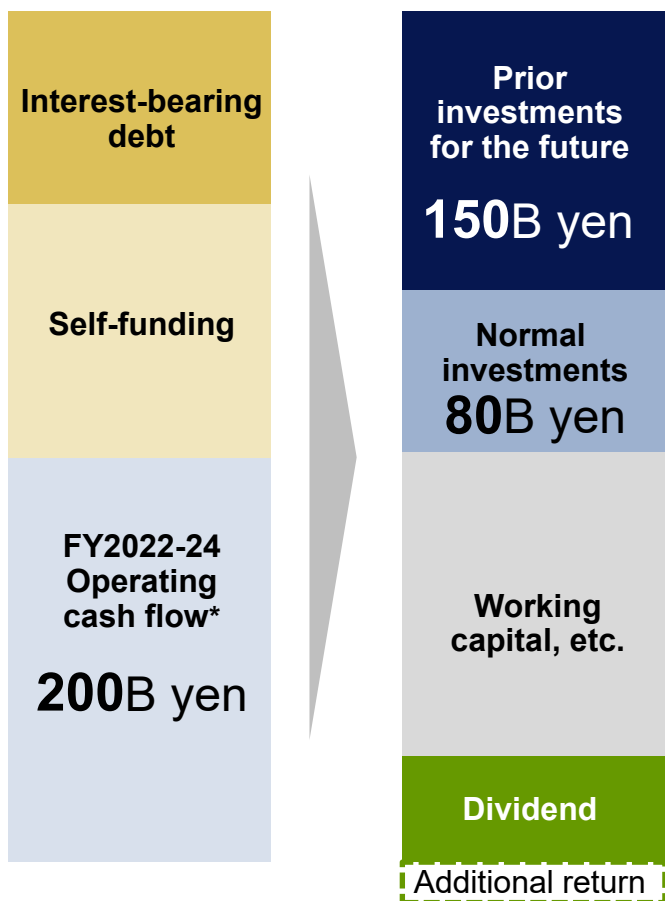 Interest-bearing
debt
Self-funding
FY2022-24
Operating
cash flow*
200B yen
Prior
investments
for the future
150B yen
Normal
investments
80B yen
Working
capital, etc.
Dividend
Additional return